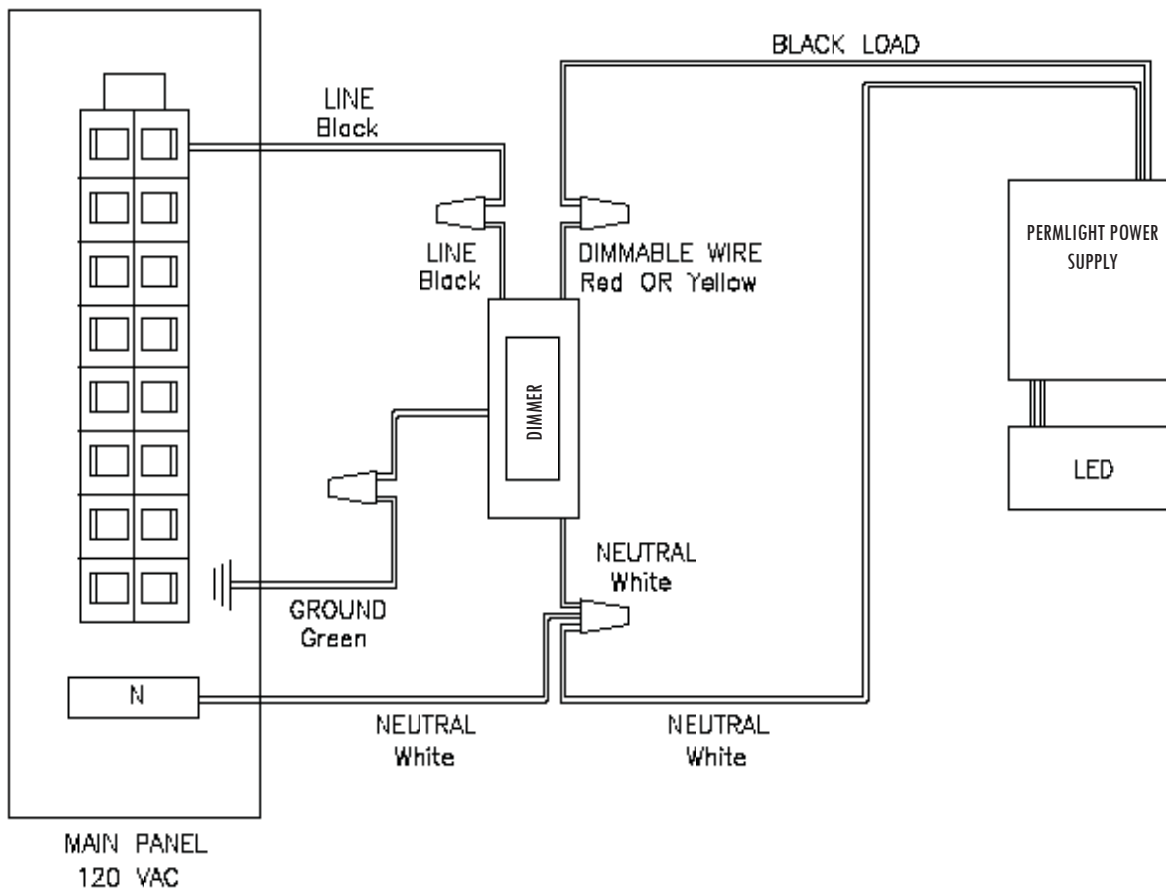 BLACK LOAD
LINE
Black
LINE
Black
DIMMABLE WIRE
Red OR Yellow
PERMLIGHT POWER
SUPPLY
DIMMER
LED
NEUTRAL
White
GROUND
Green
N
NEUTRAL
White
NEUTRAL
White
MAIN PANEL
120 VAC